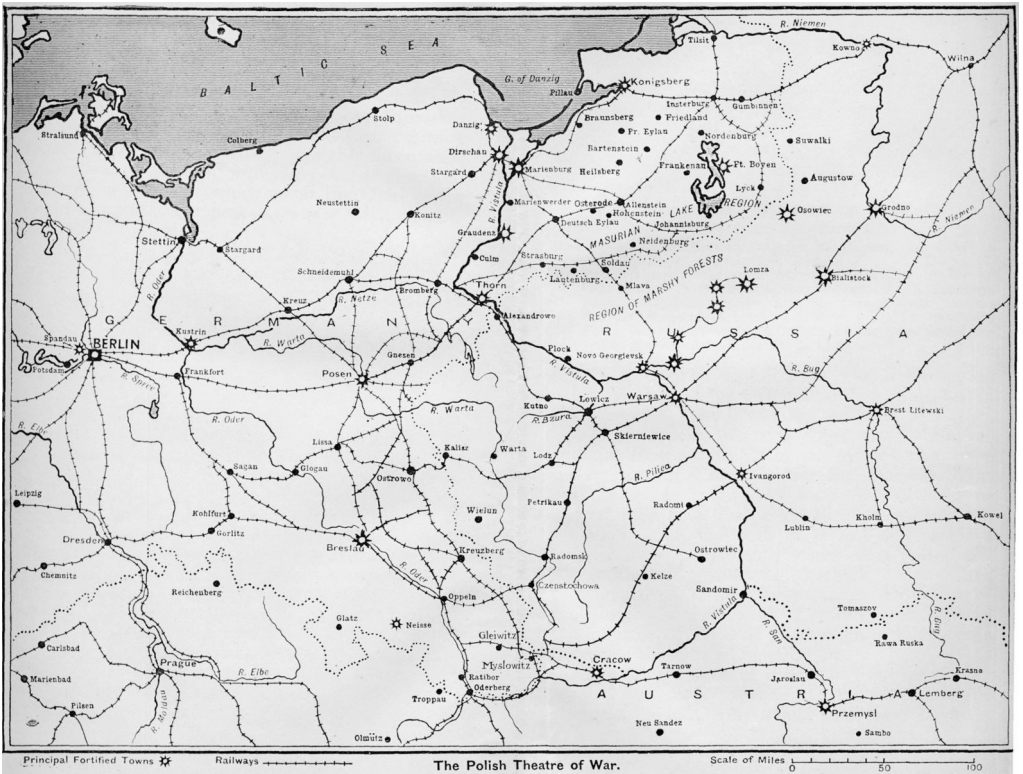 R. Niemen
Tilsit
Kowno
Wilna
BALTIC SEA
G. of Danzig
Pillau
Konigsberg
Insterburg
Gumbinnen
Stralsund
Stolp
Colberg
Danzig
Braunsberg
Friedland
Pr. Eylau
Nordenburg
Suwalki
Dirschau
Bartenstein
Stargard
Marienburg
Heilsberg
Frankenau
Ft. Boyen
Augustow
Lyck
Neustettin
Konitz
R. Vistula
Marienwerder
Osterode
Allenstein
Hohenstein
LAKE REGION
Osowiec
Grodno
R. Niemen
Deutsch Eylau
Johannisburg
Stettin
Stargard
Graudenz
MASURIAN
Neidenburg
Culm
Strasburg
Soldau
Lautenburg
Schneidemuhl
Bromberg
Thorn
Mlava
REGION OF MARSHY FORESTS
Lomza
Bialistock
R. Oder
Kreuz
R. Netze
Alexandrowo
GERMANY
RUSSIA
Spandau
BERLIN
Kustrin
R. Warta
Gnesen
Plock
Novo Georgievsk
Potsdam
R. Spree
Frankfort
Posen
R. Vistula
R. Bug
R. Elbe
R. Oder
R. Warta
Kutno
Lowicz
R. Bzura
Warsaw
Brest Litewski
Lissa
Kalisz
Warta
Lodz
Skierniewice
Sagan
Glogau
Ostrowo
R. Pilica
Ivangorod
Leipzig
Kohlfurt
Gorlitz
Wielun
Petrikau
Radomi
Lublin
Kholm
Kowel
Dresden
Breslau
Kreuzberg
Radomsk
Ostrowiec
Chemnitz
Reichenberg
R. Oder
Oppeln
Czenstochowa
Kelze
Sandomir
Tomaszov
R. Bug
Glatz
Neisse
Gleiwitz
R. Vistula
R. San
Rawa Ruska
Carlsbad
Prague
R. Elbe
Myslowitz
Cracow
Tarnow
Jaroslau
Krasne
Marienbad
Ratibor
Oderberg
AUSTRIA
Lemberg
Pilsen
R. Moldau
Troppau
Neu Sandez
Przemysl
Olmütz
Sambo
Principal Fortified Towns
Railways
The Polish Theatre of War.
Scale of Miles
0 50 100